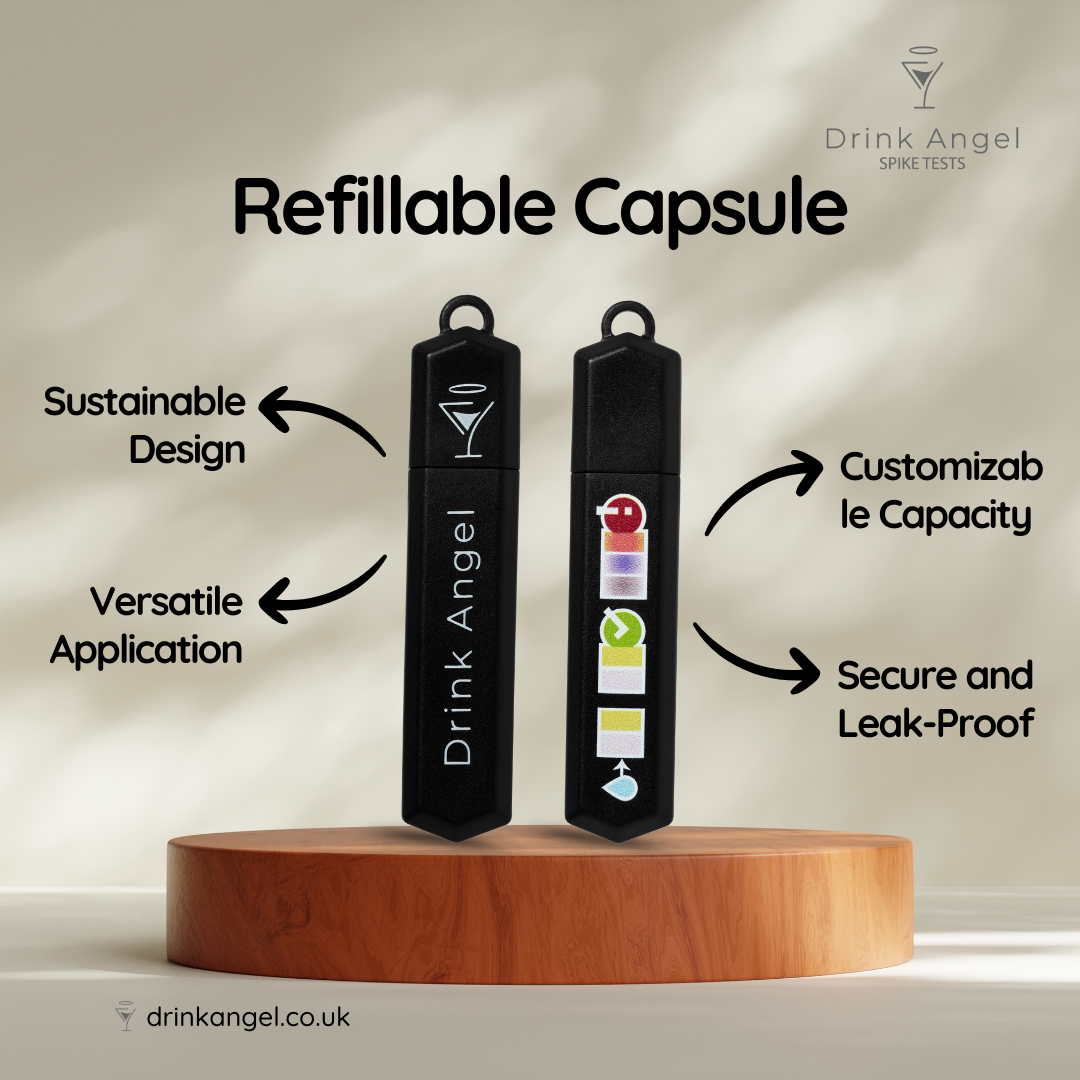 Drink Angel
SPIKE TESTS
Refillable Capsule
Sustainable
Design
Versatile
Application
Drink Angel
Customizab
le Capacity
Secure and
Leak-Proof
drinkangel.co.uk